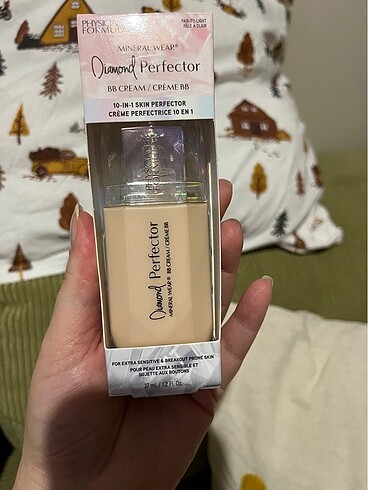 PHYSICIANS
FORMULA
FAIR-TO-LIGHT
PÂLE À CLAIR
MINERAL WEAR®
Diamond Perfector
BB CREAM / CRÈME BB
10-IN-1 SKIN PERFECTOR
CRÈME PERFECTRICE 10 EN 1
Diamond Perfector
MINERAL WEAR® BB CREAM / CRÈME BB
FOR EXTRA SENSITIVE & BREAKOUT PRONE SKIN
POUR PEAU EXTRA SENSIBLE ET
SUJETTE AUX BOUTONS
37 mL / 1.2 Fl. Oz.